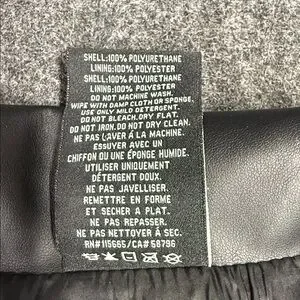 SHELL:100% POLYURETHANE
LINING:100% POLYESTER
SHELL:100% POLYURETHANE
LINING:100% POLYESTER
DO NOT MACHINE WASH.
WIPE WITH DAMP CLOTH OR SPONGE.
USE ONLY MILD DETERGENT.
DO NOT BLEACH.DRY FLAT.
DO NOT IRON.DO NOT DRY CLEAN.
NE PAS LAVER À LA MACHINE.
ESSUYER AVEC UN
CHIFFON OU UNE ÉPONGE HUMIDE.
UTILISER UNIQUEMENT
DÉTERGENT DOUX.
NE PAS JAVELLISER.
REMETTRE EN FORME
ET SÉCHER A PLAT.
NE PAS REPASSER.
NE PAS NETTOYER À SEC.
RN#115665/CA#58796